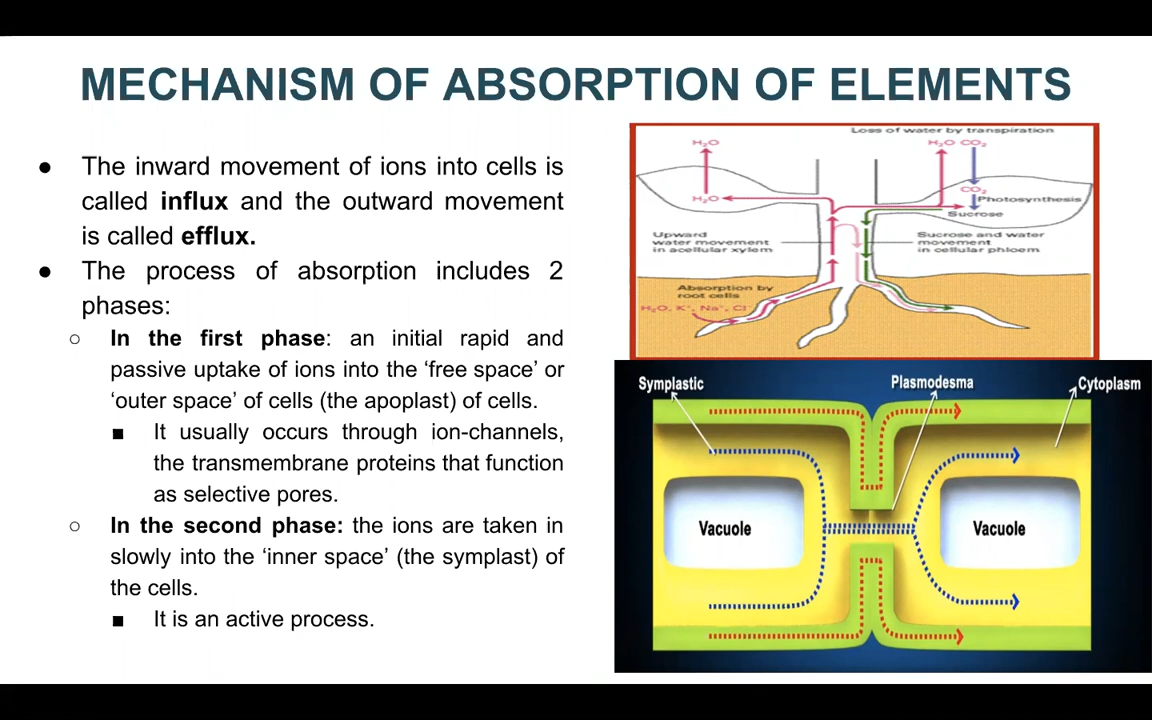 MECHANISM OF ABSORPTION OF ELEMENTS
● The inward movement of ions into cells is
called influx and the outward movement
is called efflux.
● The process of absorption includes 2
phases:
○ In the first phase: an initial rapid and
passive uptake of ions into the ‘free space’ or
‘outer space’ of cells (the apoplast) of cells.
■ It usually occurs through ion-channels,
the transmembrane proteins that function
as selective pores.
○ In the second phase: the ions are taken in
slowly into the ‘inner space’ (the symplast) of
the cells.
■ It is an active process.
Loss of water by transpiration
H₂O
H₂O CO₂
CO₂
Photosynthesis
H₂O
Sucrose
Upward
water movement
in acellular xylem
Sucrose and water
movement
in cellular phloem
Absorption by
root cells
H₂O, K⁺, Na⁺, Cl⁻
Symplastic
Plasmodesma
Cytoplasm
Vacuole
Vacuole